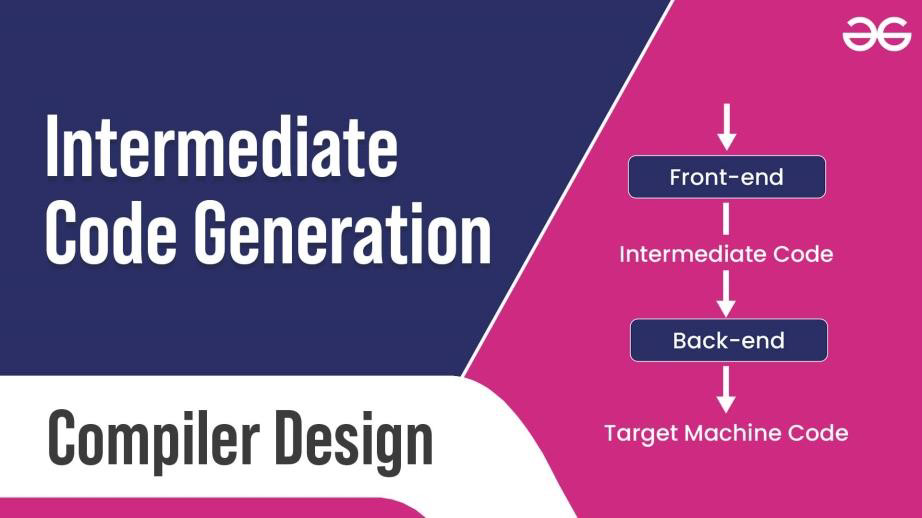 Intermediate
Code Generation
Compiler Design
Front-end
Intermediate Code
Back-end
Target Machine Code